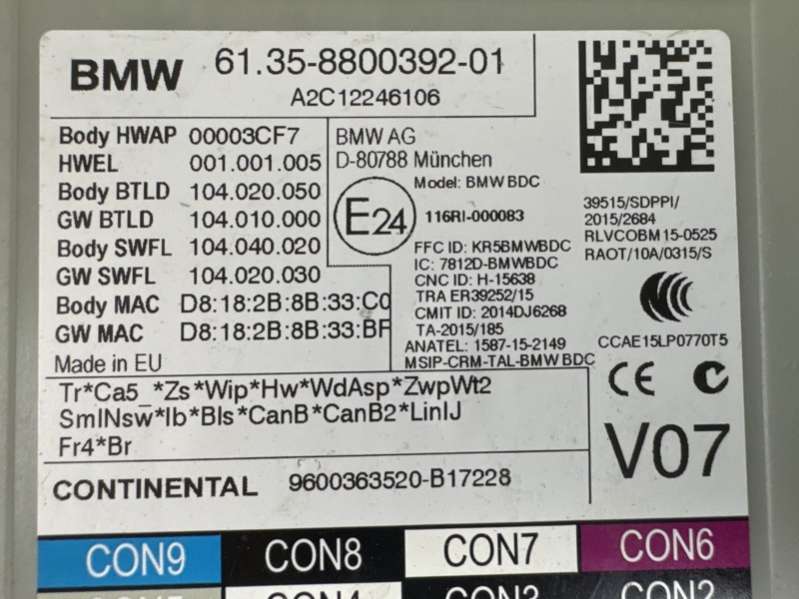 BMW 61.35-8800392-01
A2C12246106
Body HWAP 00003CF7
HWEL 001.001.005
Body BTLD 104.020.050
GW BTLD 104.010.000
Body SWFL 104.040.020
GW SWFL 104.020.030
Body MAC D8:18:2B:8B:33:C0
GW MAC D8:18:2B:8B:33:BF
Made in EU
BMW AG
D-80788 München
Model: BMW BDC
E24
116RI-000083
FFC ID: KR5BMWBDC
IC: 7812D-BMWBDC
CNC ID: H-15638
TRA ER39252/15
CMIT ID: 2014DJ6268
TA-2015/185
ANATEL: 1587-15-2149
MSIP-CRM-TAL-BMW BDC
39515/SDPPI/
2015/2684
RLVCOBM15-0525
RAOT/10A/0315/S
CCAE15LP0770T5
CE
Tr*Ca5_*Zs*Wip*Hw*WdAsp*ZwpWt2
SmlNsw*Ib*Bls*CanB*CanB2*LinIJ
Fr4*Br
V07
CONTINENTAL 9600363520-B17228
CON9 CON8 CON7 CON6
CON4 CON3 CON2